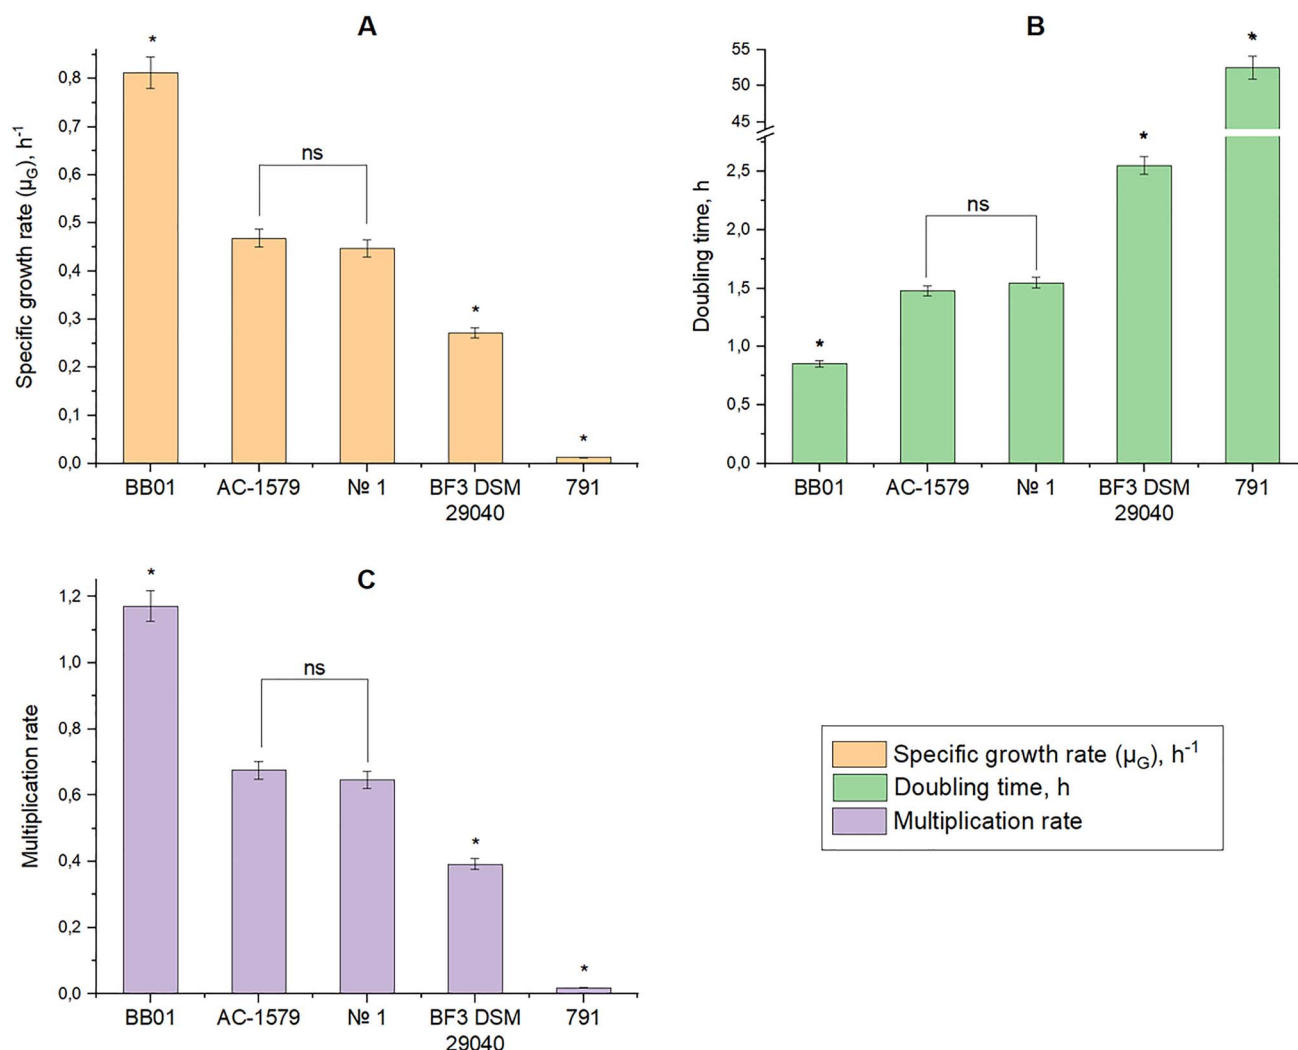 A
Specific growth rate (μG), h-1
0,8
0,7
0,6
0,5
0,4
0,3
0,2
0,1
0,0
*
ns
*
*
BB01
AC-1579
№ 1
BF3 DSM
29040
791
B
Doubling time, h
55
50
45
2,5
2,0
1,5
1,0
0,5
0,0
*
ns
*
*
BB01
AC-1579
№ 1
BF3 DSM
29040
791
C
Multiplication rate
1,2
1,0
0,8
0,6
0,4
0,2
0,0
*
ns
*
*
BB01
AC-1579
№ 1
BF3 DSM
29040
791
Specific growth rate (μG), h-1
Doubling time, h
Multiplication rate